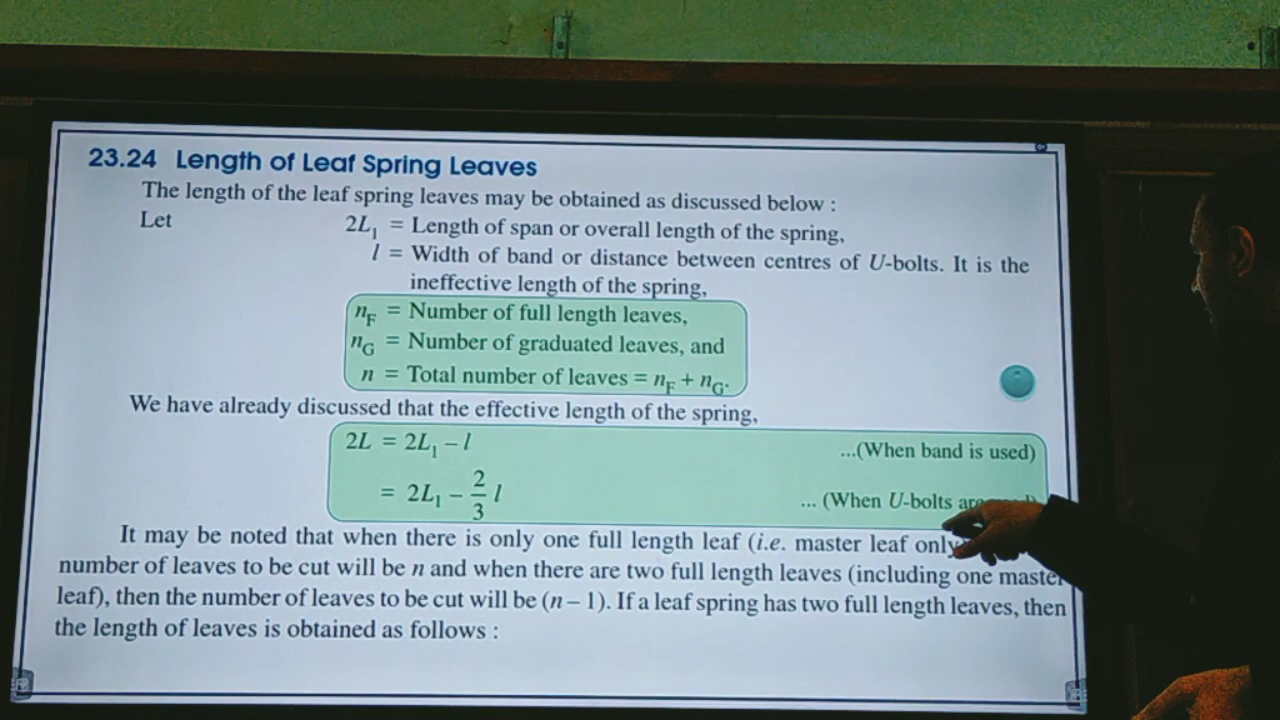 23.24 Length of Leaf Spring Leaves
The length of the leaf spring leaves may be obtained as discussed below :
Let 2L₁ = Length of span or overall length of the spring,
l = Width of band or distance between centres of U-bolts. It is the
ineffective length of the spring,
n_F = Number of full length leaves,
n_G = Number of graduated leaves, and
n = Total number of leaves = n_F + n_G.
We have already discussed that the effective length of the spring,
2L = 2L₁ – l ...(When band is used)
= 2L₁ – 2/3 l ... (When U-bolts are
It may be noted that when there is only one full length leaf (i.e. master leaf only
number of leaves to be cut will be n and when there are two full length leaves (including one master
leaf), then the number of leaves to be cut will be (n – 1). If a leaf spring has two full length leaves, then
the length of leaves is obtained as follows :